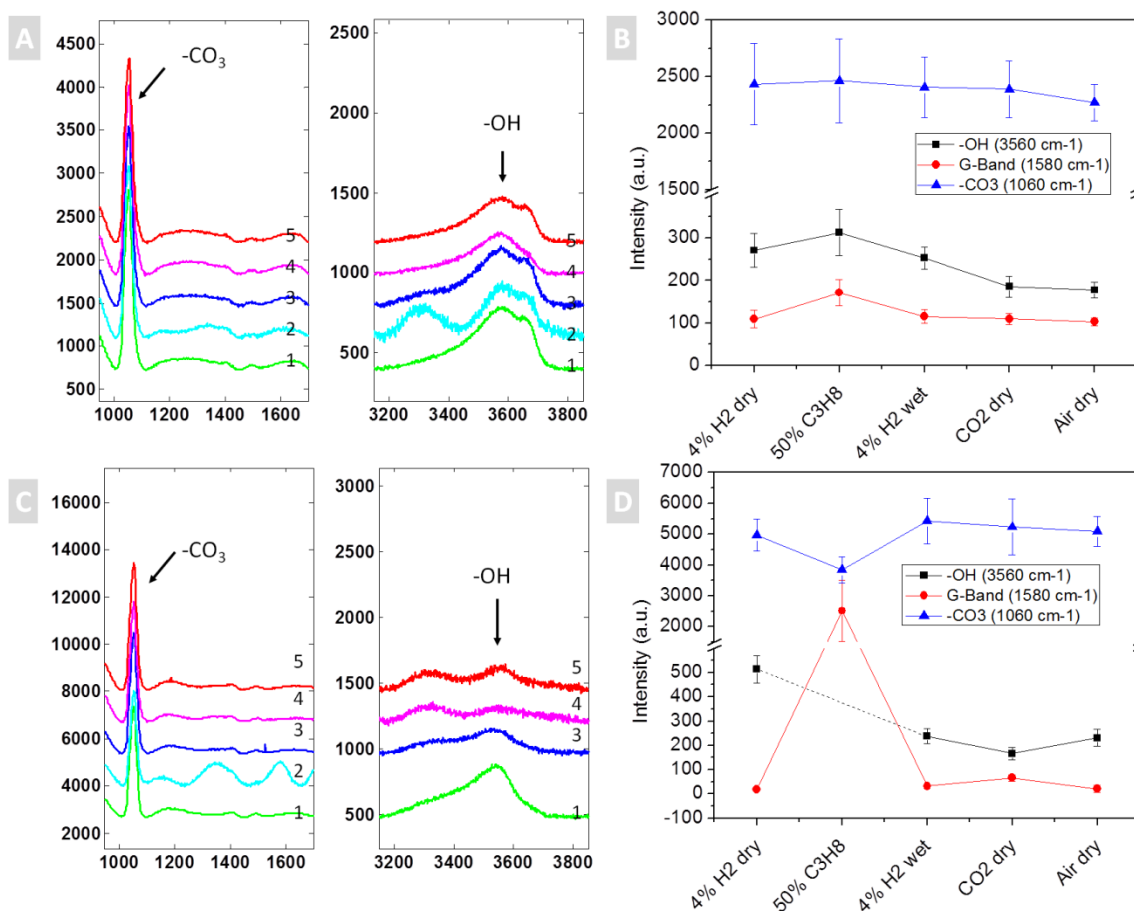 A
-CO3
4500
4000
3500
3000
2500
2000
1500
1000
500
5
4
3
2
1
1000 1200 1400 1600
-OH
2500
2000
1500
1000
500
5
4
3
2
1
3200 3400 3600 3800
B
3000
2500
2000
1500
300
200
100
0
Intensity (a.u.)
-OH (3560 cm-1)
G-Band (1580 cm-1)
-CO3 (1060 cm-1)
4% H2 dry
50% C3H8
4% H2 wet
CO2 dry
Air dry
C
-CO3
16000
14000
12000
10000
8000
6000
4000
2000
5
4
3
2
1
1000 1200 1400 1600
-OH
3000
2500
2000
1500
1000
500
5
4
3
2
1
3200 3400 3600 3800
D
7000
6000
5000
4000
3000
2000
500
400
300
200
100
0
-100
Intensity (a.u.)
-OH (3560 cm-1)
G-Band (1580 cm-1)
-CO3 (1060 cm-1)
4% H2 dry
50% C3H8
4% H2 wet
CO2 dry
Air dry